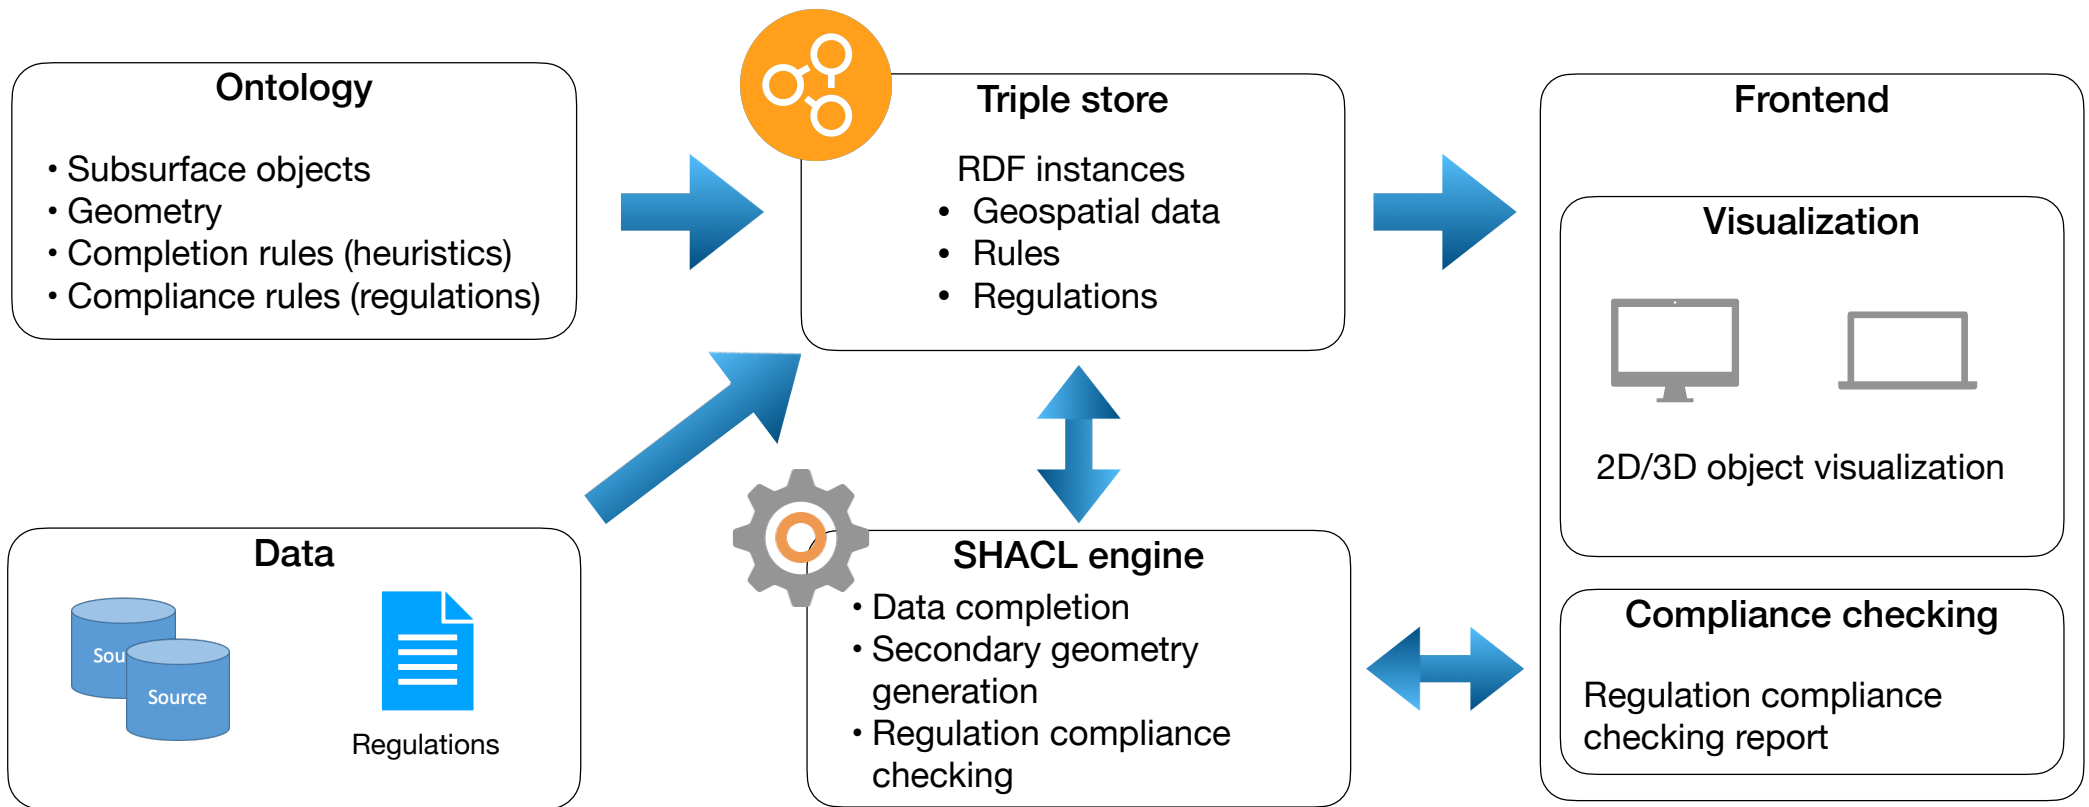 Ontology
• Subsurface objects
• Geometry
• Completion rules (heuristics)
• Compliance rules (regulations)
Triple store
RDF instances
• Geospatial data
• Rules
• Regulations
Frontend
Visualization
2D/3D object visualization
Data
Sou
Source
Regulations
SHACL engine
• Data completion
• Secondary geometry
generation
• Regulation compliance
checking
Compliance checking
Regulation compliance
checking report